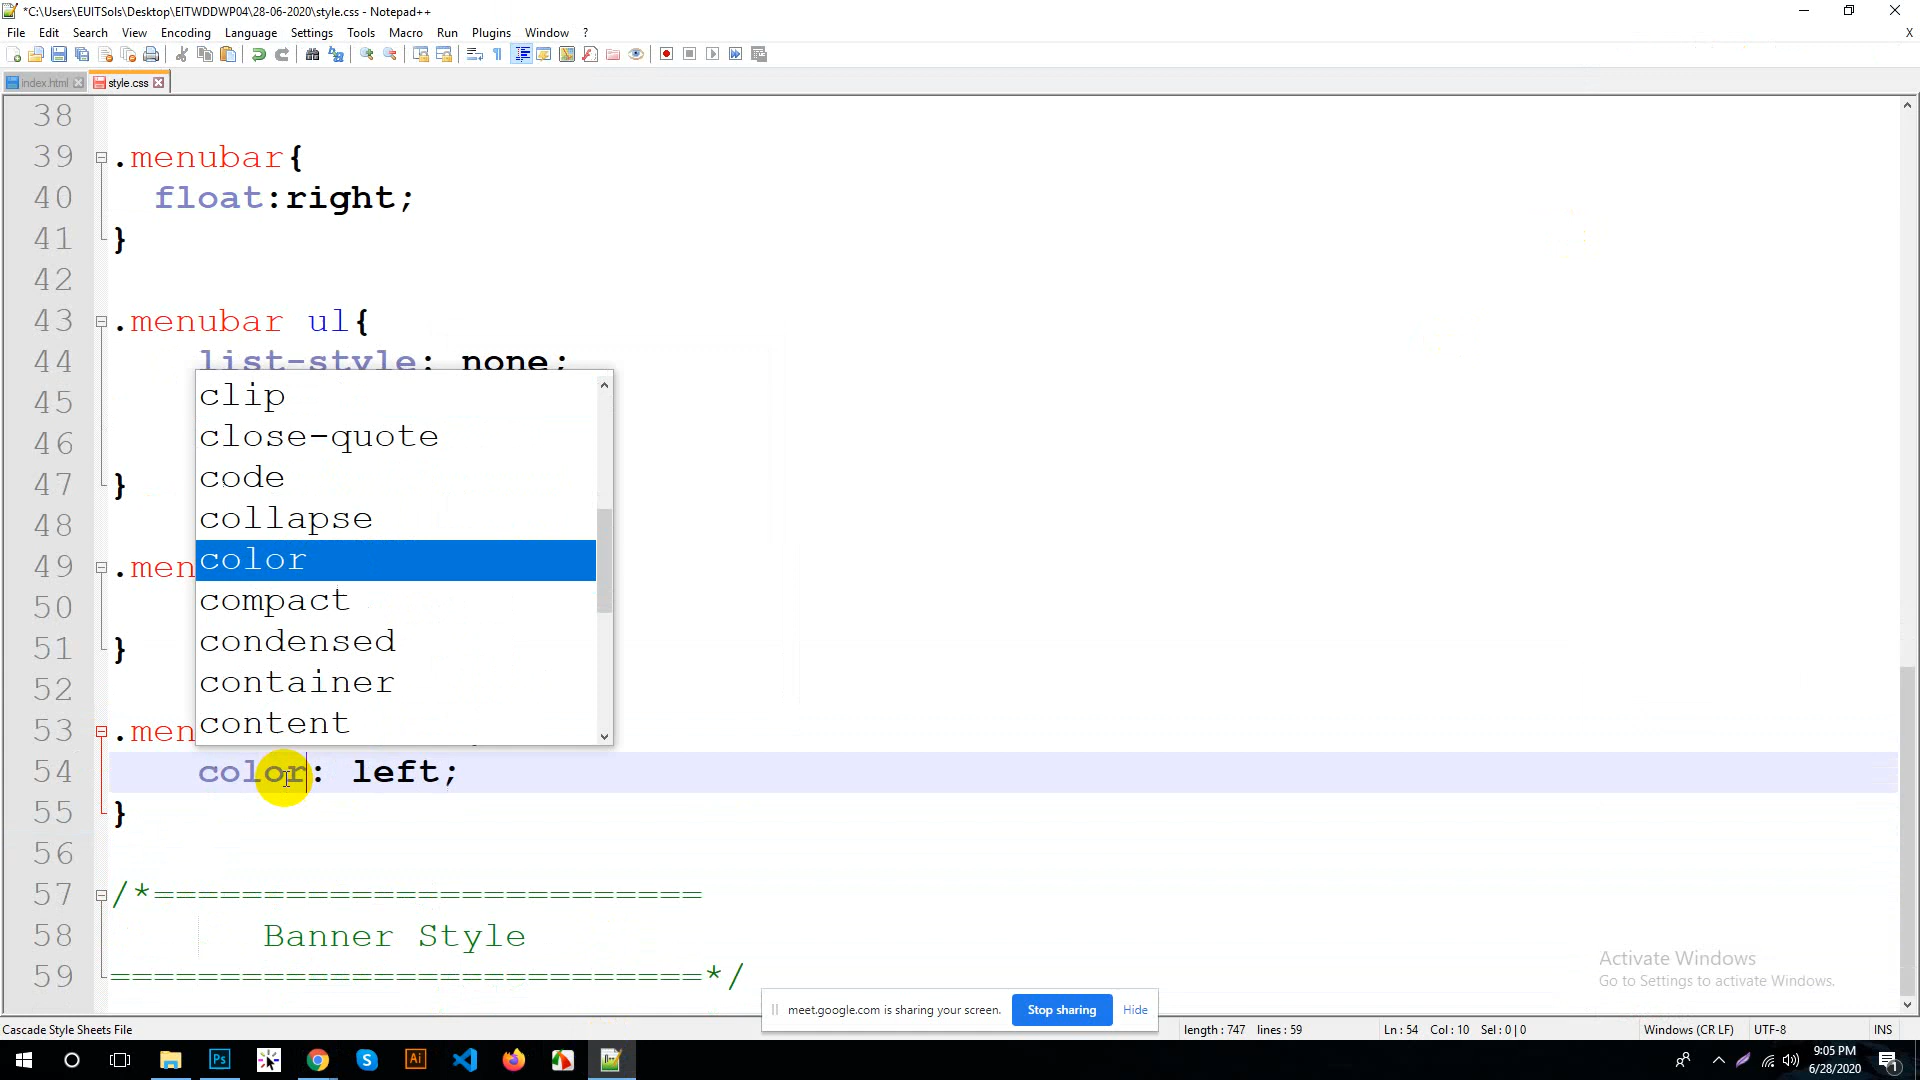 *C:\Users\EUITSols\Desktop\EITWDDWP04\28-06-2020\style.css - Notepad++
File Edit Search View Encoding Language Settings Tools Macro Run Plugins Window ? X
index.html style.css
38
39 .menubar{
40 float:right;
41 }
42
43 .menubar ul{
44 list-style: none;
45
46
47 }
48
49 .men
50
51 }
52
53 .men
54 color: left;
55 }
56
57 /*=========================
58 Banner Style
59 ===========================*/
clip
close-quote
code
collapse
color
compact
condensed
container
content
Activate Windows
Go to Settings to activate Windows.
meet.google.com is sharing your screen. Stop sharing Hide
Cascade Style Sheets File length : 747 lines : 59 Ln : 54 Col : 10 Sel : 0 | 0 Windows (CR LF) UTF-8 INS
Ps S Ai
9:05 PM
6/28/2020
1